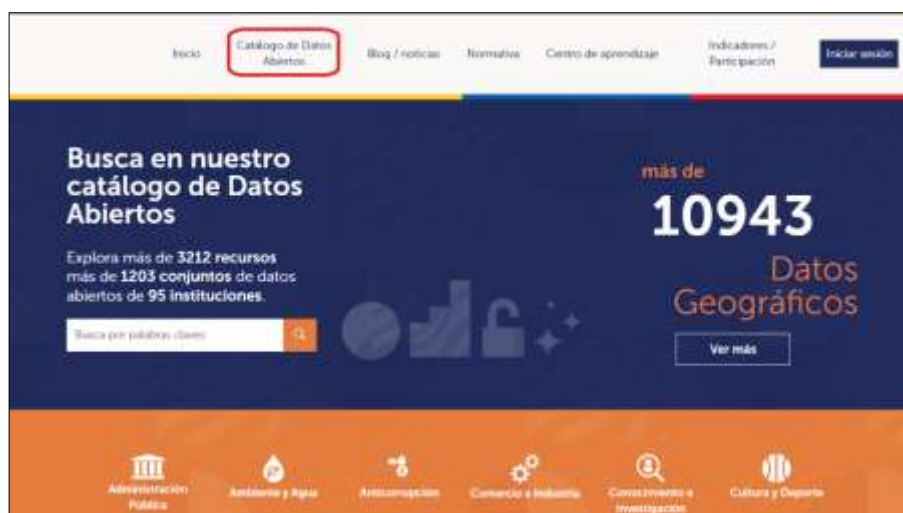 Inicio
Catálogo de Datos
Abiertos
Blog / noticias
Normativa
Centro de aprendizaje
Indicadores /
Participación
Iniciar sesión
Busca en nuestro
catálogo de Datos
Abiertos
Explora más de 3212 recursos
más de 1203 conjuntos de datos
abiertos de 95 instituciones.
Busca por palabras claves
más de
10943
Datos
Geográficos
Ver más
Administración
Pública
Ambiente y Agua
Anticorrupción
Comercio e Industria
Conocimiento e
Investigación
Cultura y Deporte